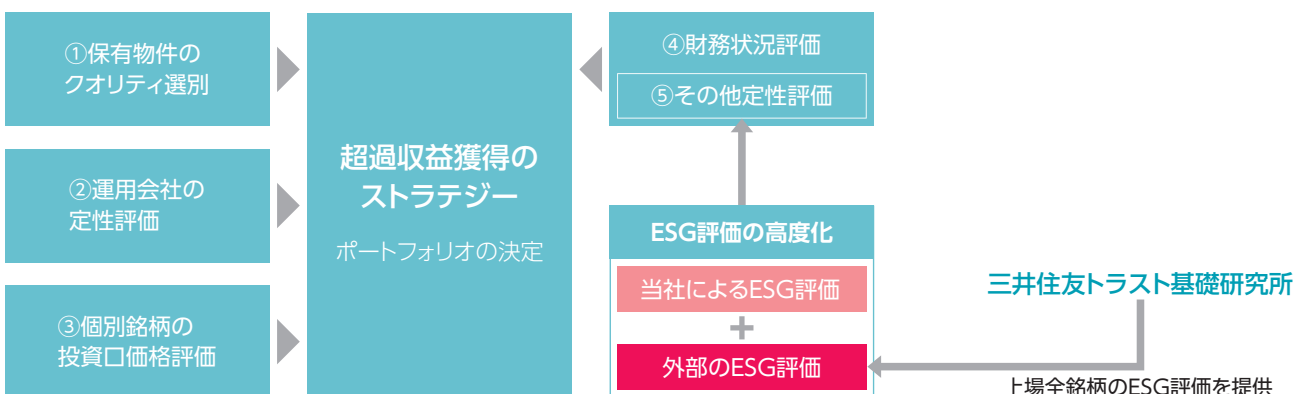 ①保有物件の
クオリティ選別
②運用会社の
定性評価
③個別銘柄の
投資口価格評価
超過収益獲得の
ストラテジー
ポートフォリオの決定
④財務状況評価
⑤その他定性評価
ESG評価の高度化
当社によるESG評価
+
外部のESG評価
三井住友トラスト基礎研究所
上場全銘柄のESG評価を提供